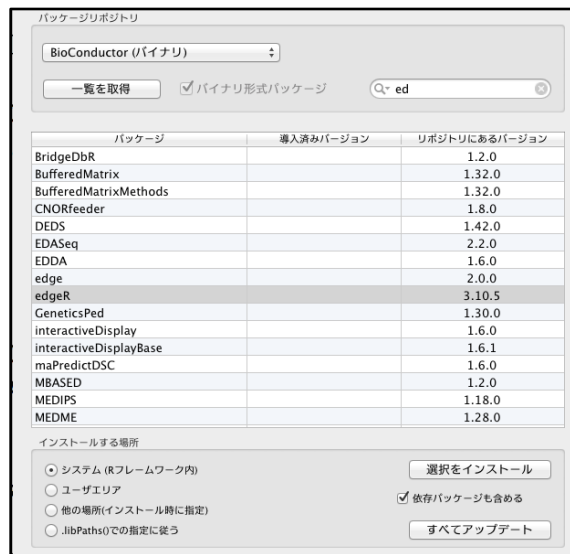 パッケージリポジトリ
BioConductor (バイナリ)
一覧を取得 バイナリ形式パッケージ ed
パッケージ 導入済みバージョン リポジトリにあるバージョン
BridgeDbR 1.2.0
BufferedMatrix 1.32.0
BufferedMatrixMethods 1.32.0
CNORfeeder 1.8.0
DEDS 1.42.0
EDASeq 2.2.0
EDDA 1.6.0
edge 2.0.0
edgeR 3.10.5
GeneticsPed 1.30.0
interactiveDisplay 1.6.0
interactiveDisplayBase 1.6.1
maPredictDSC 1.6.0
MBASED 1.2.0
MEDIPS 1.18.0
MEDME 1.28.0
インストールする場所
システム (Rフレームワーク内) 選択をインストール
ユーザエリア
依存パッケージも含める
他の場所(インストール時に指定)
.libPaths()での指定に従う すべてアップデート